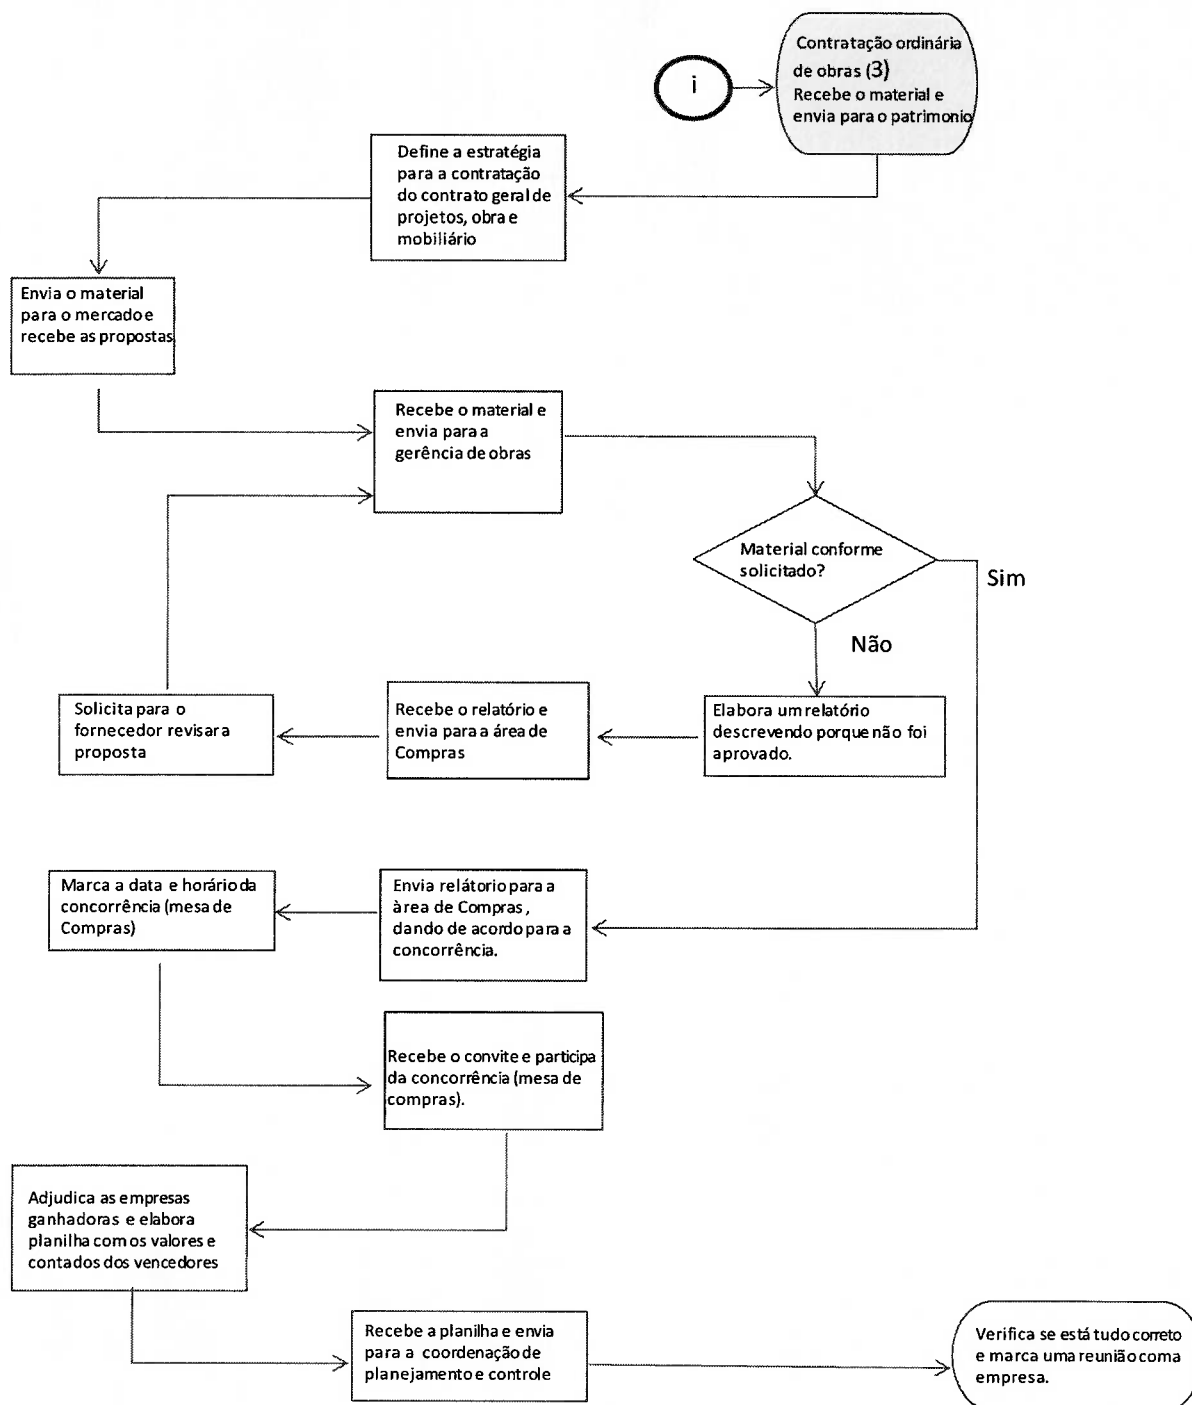 i
Contratação ordinária
de obras (3)
Recebe o material e
envia para o patrimonio
Define a estratégia
para a contratação
do contrato geral de
projetos, obra e
mobiliário
Envia o material
para o mercado e
recebe as propostas
Recebe o material e
envia para a
gerência de obras
Material conforme
solicitado?
Sim
Não
Elabora um relatório
descrevendo porque não foi
aprovado.
Recebe o relatório e
envia para a área de
Compras
Solicita para o
fornecedor revisar a
proposta
Envia relátorio para a
àrea de Compras,
dando de acordo para a
concorrência.
Marca a data e horário da
concorrência (mesa de
Compras)
Recebe o convite e participa
da concorrência (mesa de
compras).
Adjudica as empresas
ganhadoras e elabora
planilha com os valores e
contados dos vencedores
Recebe a planilha e envia
para a coordenação de
planejamento e controle
Verifica se está tudo correto
e marca uma reunião com a
empresa.